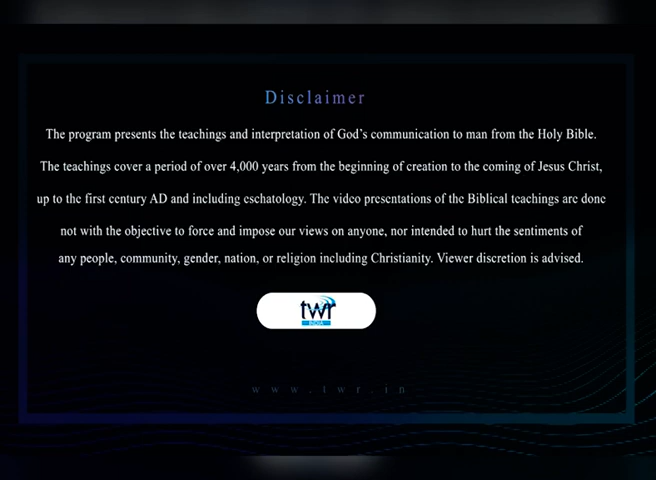 Disclaimer
The program presents the teachings and interpretation of God's communication to man from the Holy Bible.
The teachings cover a period of over 4,000 years from the beginning of creation to the coming of Jesus Christ,
up to the first century AD and including eschatology. The video presentations of the Biblical teachings are done
not with the objective to force and impose our views on anyone, nor intended to hurt the sentiments of
any people, community, gender, nation, or religion including Christianity. Viewer discretion is advised.
twr
INDIA
www.twr.in